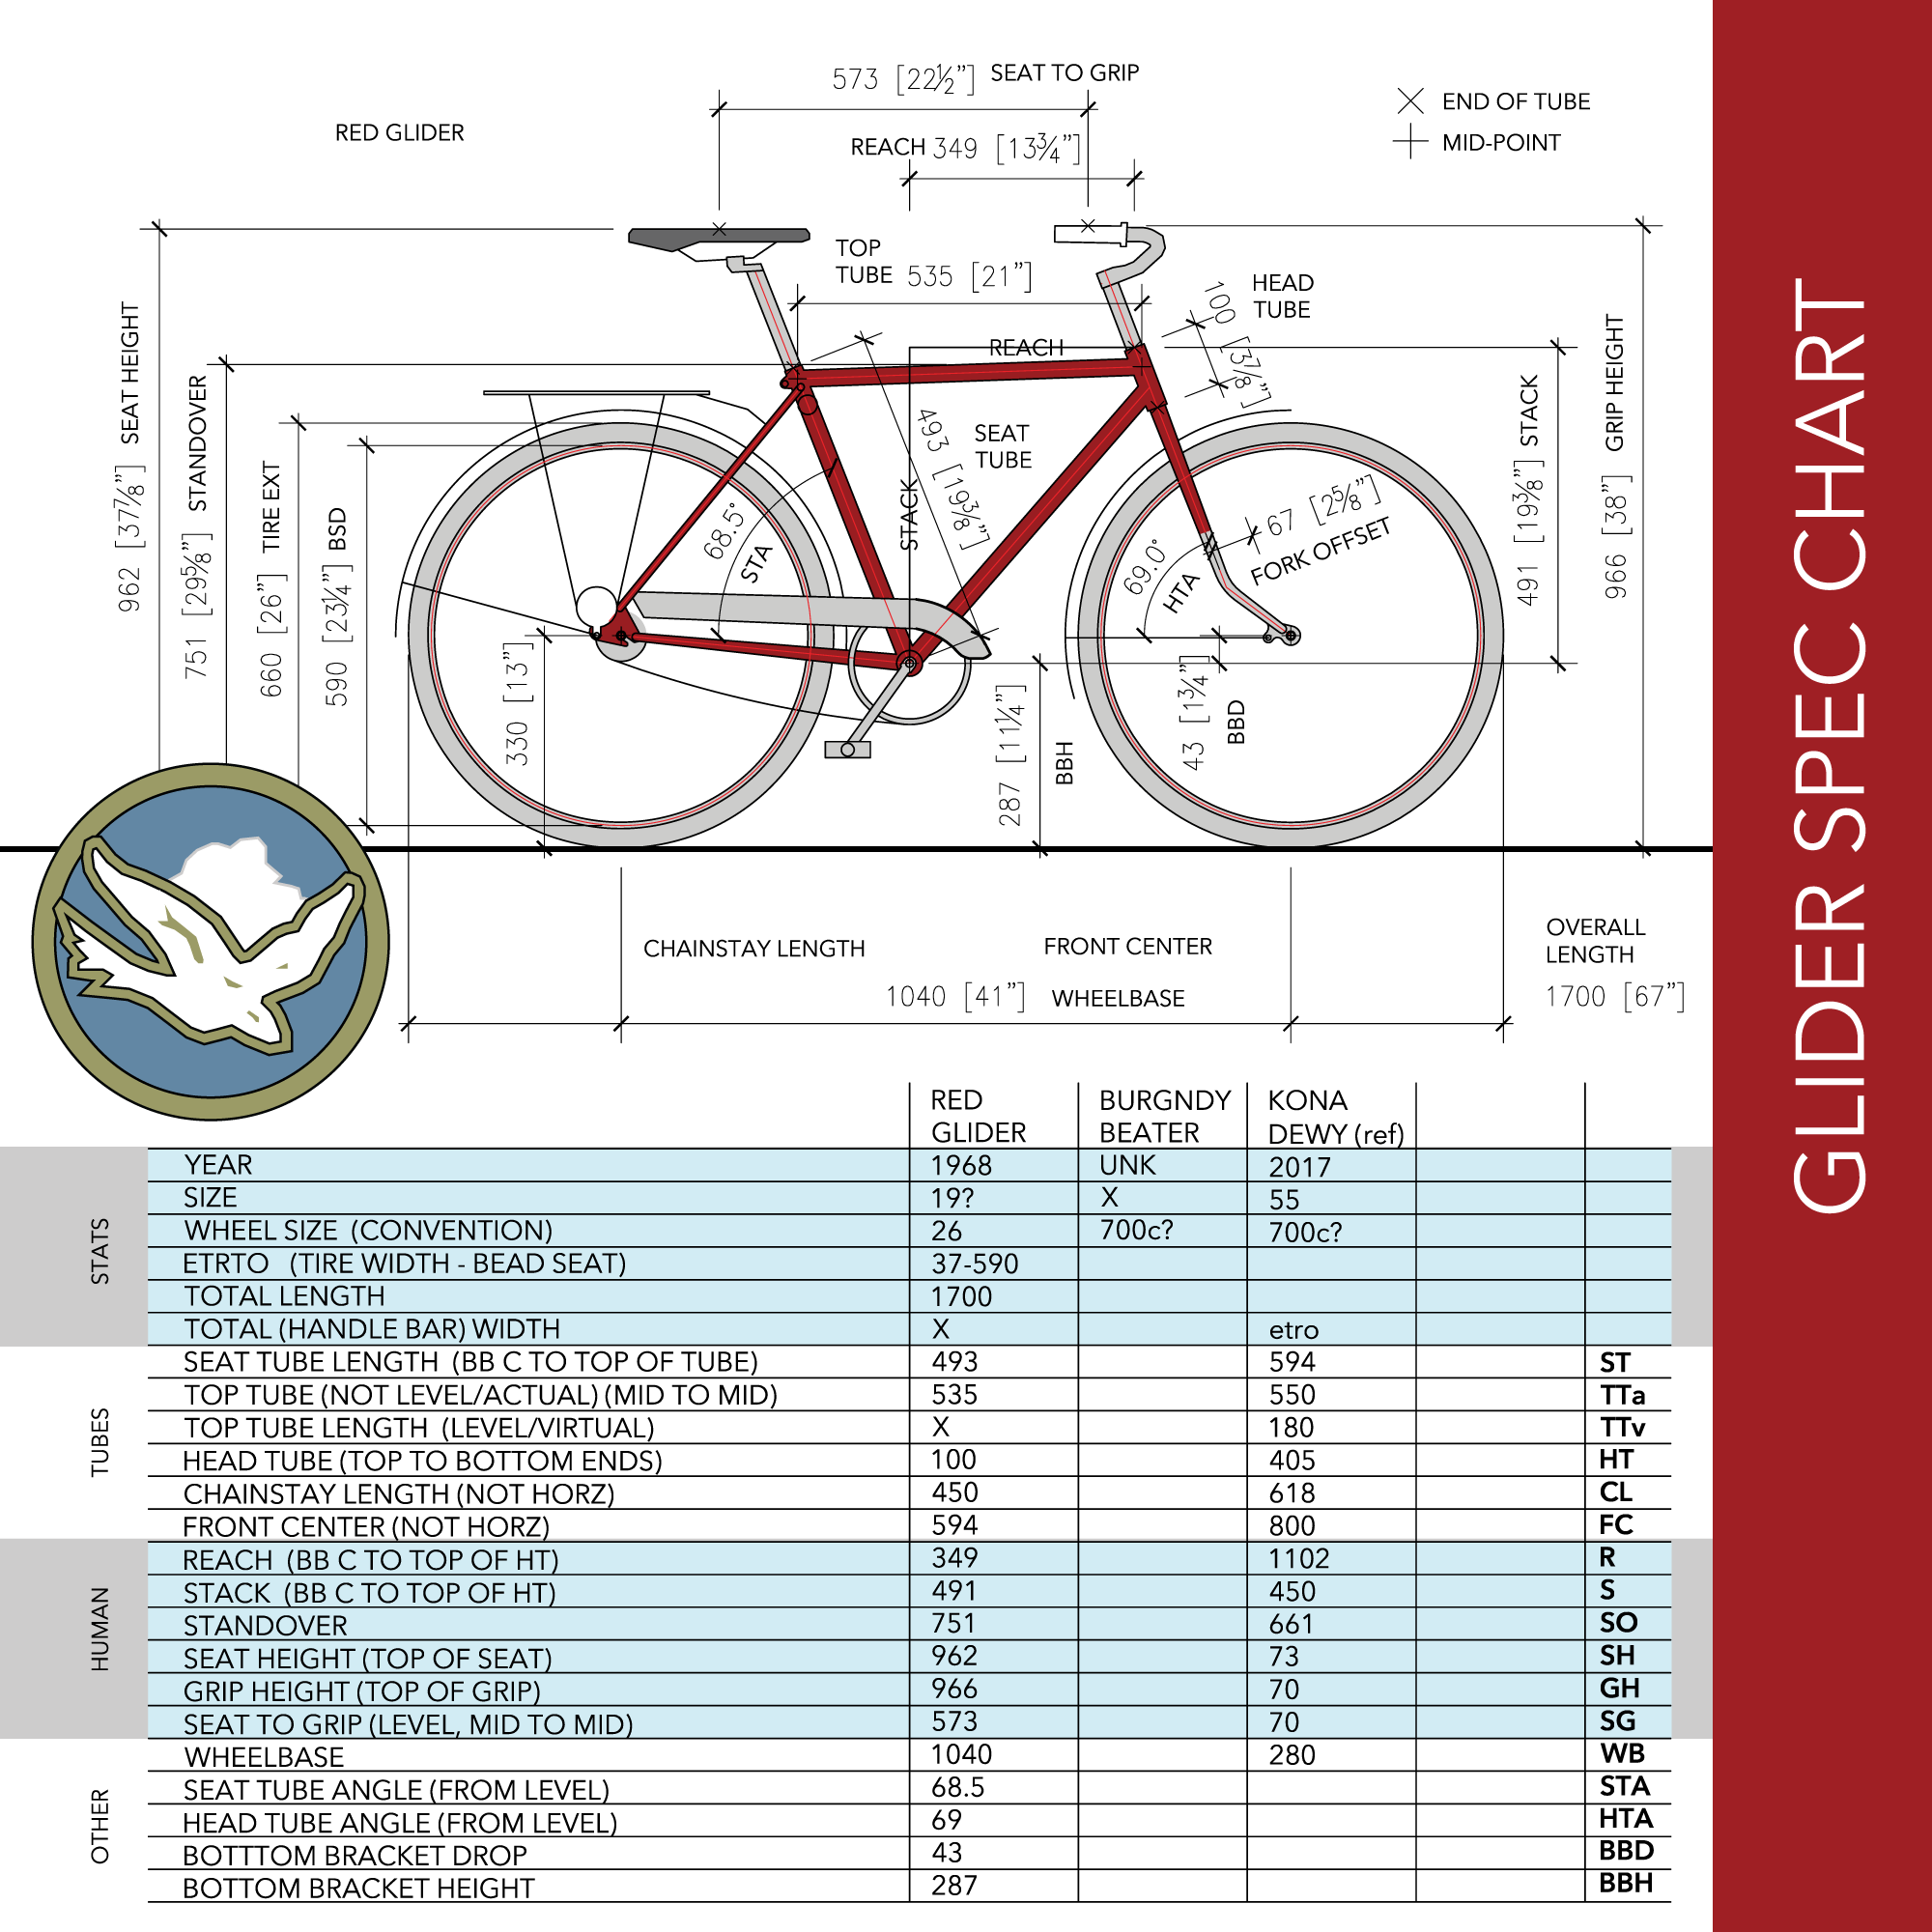 573 [22½”] SEAT TO GRIP
RED GLIDER
REACH 349 [13¾”]
× END OF TUBE
+ MID-POINT
TOP
TUBE 535 [21”]
HEAD
TUBE
100 [37/8”]
REACH
962 [37⅞”] SEAT HEIGHT
751 [29⅝”] STANDOVER
660 [26”] TIRE EXT
590 [23¼”] BSD
493 [19⅜”]
SEAT
TUBE
STACK
68.5°
STA
69.0°
HTA
67 [2⅝”]
FORK OFFSET
491 [19⅜”] STACK
966 [38”] GRIP HEIGHT
330 [13”]
287 [11¼”]
BBH
43 [1¾”]
BBD
CHAINSTAY LENGTH
FRONT CENTER
OVERALL
LENGTH
1040 [41”] WHEELBASE
1700 [67”]
GLIDER SPEC CHART
RED
GLIDER
BURGNDY
BEATER
KONA
DEWY (ref)
STATS
YEAR 1968 UNK 2017
SIZE 19? X 55
WHEEL SIZE (CONVENTION) 26 700c? 700c?
ETRTO (TIRE WIDTH - BEAD SEAT) 37-590
TOTAL LENGTH 1700
TOTAL (HANDLE BAR) WIDTH X etro
TUBES
SEAT TUBE LENGTH (BB C TO TOP OF TUBE) 493 594 ST
TOP TUBE (NOT LEVEL/ACTUAL) (MID TO MID) 535 550 TTa
TOP TUBE LENGTH (LEVEL/VIRTUAL) X 180 TTv
HEAD TUBE (TOP TO BOTTOM ENDS) 100 405 HT
CHAINSTAY LENGTH (NOT HORZ) 450 618 CL
FRONT CENTER (NOT HORZ) 594 800 FC
HUMAN
REACH (BB C TO TOP OF HT) 349 1102 R
STACK (BB C TO TOP OF HT) 491 450 S
STANDOVER 751 661 SO
SEAT HEIGHT (TOP OF SEAT) 962 73 SH
GRIP HEIGHT (TOP OF GRIP) 966 70 GH
SEAT TO GRIP (LEVEL, MID TO MID) 573 70 SG
OTHER
WHEELBASE 1040 280 WB
SEAT TUBE ANGLE (FROM LEVEL) 68.5 STA
HEAD TUBE ANGLE (FROM LEVEL) 69 HTA
BOTTTOM BRACKET DROP 43 BBD
BOTTOM BRACKET HEIGHT 287 BBH